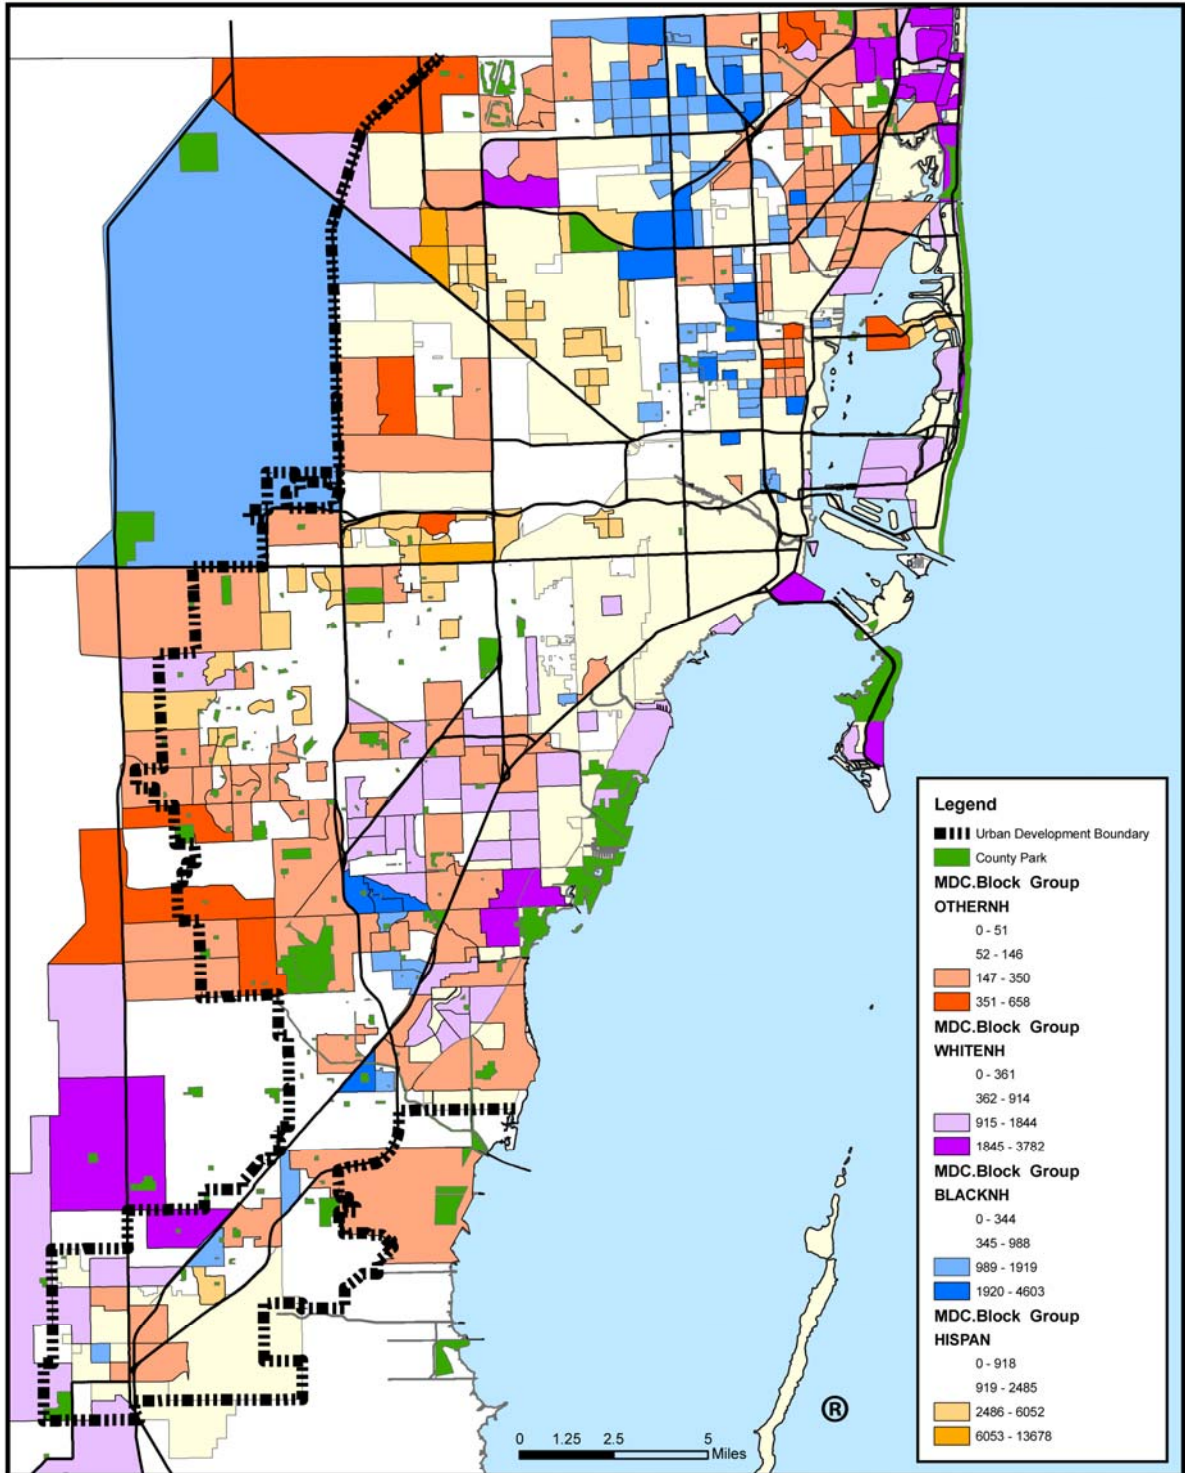 Legend
Urban Development Boundary
County Park
MDC.Block Group
OTHERNH
0 - 51
52 - 146
147 - 350
351 - 658
MDC.Block Group
WHITENH
0 - 361
362 - 914
915 - 1844
1845 - 3782
MDC.Block Group
BLACKNH
0 - 344
345 - 988
989 - 1919
1920 - 4603
MDC.Block Group
HISPAN
0 - 918
919 - 2485
2486 - 6052
6053 - 13678
®
0 1.25 2.5 5
Miles